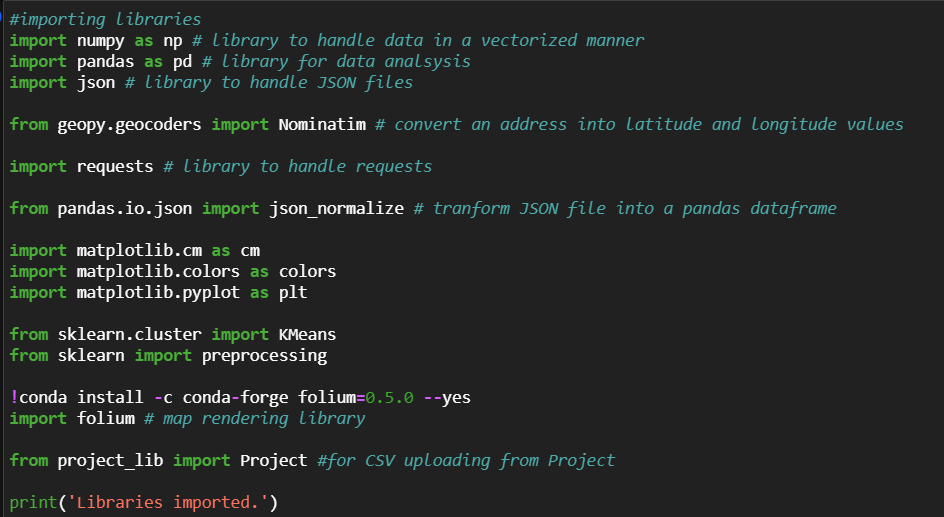 #importing libraries
import numpy as np # library to handle data in a vectorized manner
import pandas as pd # library for data analsysis
import json # library to handle JSON files
from geopy.geocoders import Nominatim # convert an address into latitude and longitude values
import requests # library to handle requests
from pandas.io.json import json_normalize # tranform JSON file into a pandas dataframe
import matplotlib.cm as cm
import matplotlib.colors as colors
import matplotlib.pyplot as plt
from sklearn.cluster import KMeans
from sklearn import preprocessing
!conda install -c conda-forge folium=0.5.0 --yes
import folium # map rendering library
from project_lib import Project #for CSV uploading from Project
print('Libraries imported.')